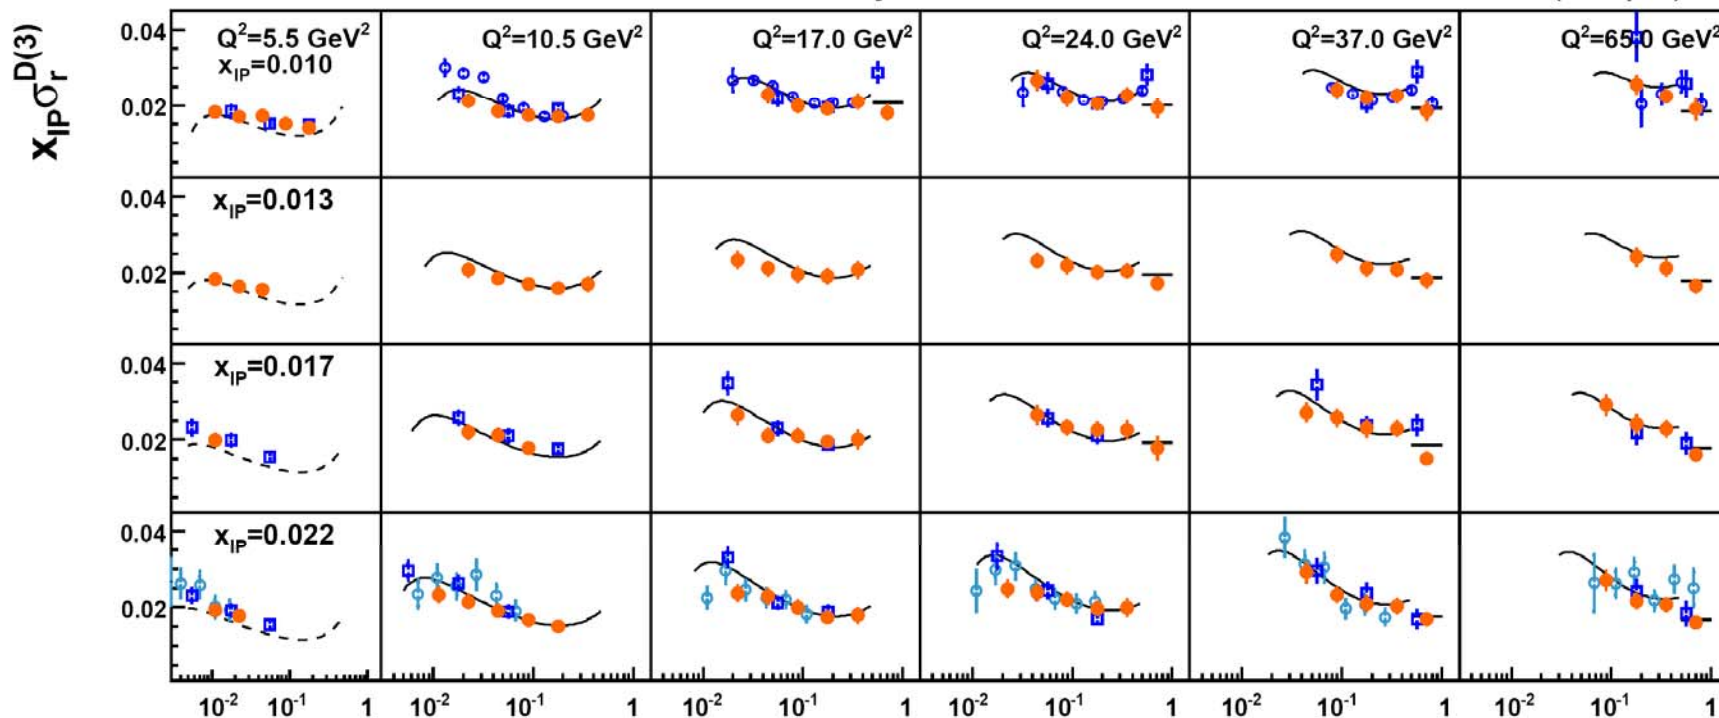 x_IP σ_r^D(3)
0.04 Q²=5.5 GeV² Q²=10.5 GeV² Q²=17.0 GeV² Q²=24.0 GeV² Q²=37.0 GeV² Q²=65.0 GeV²
x_IP=0.010
0.02
0.04 x_IP=0.013
0.02
0.04 x_IP=0.017
0.02
0.04 x_IP=0.022
0.02
10⁻² 10⁻¹ 1 10⁻² 10⁻¹ 1 10⁻² 10⁻¹ 1 10⁻² 10⁻¹ 1 10⁻² 10⁻¹ 1 10⁻² 10⁻¹ 1